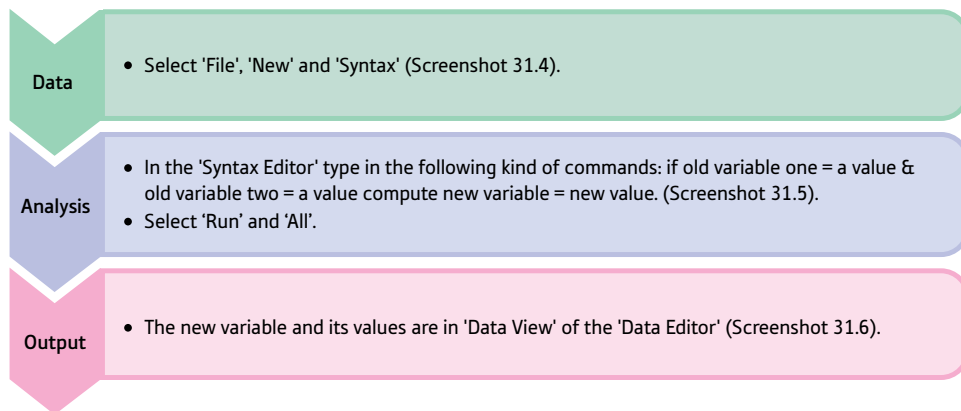 Data
• Select 'File', 'New' and 'Syntax' (Screenshot 31.4).
Analysis
• In the 'Syntax Editor' type in the following kind of commands: if old variable one = a value &
old variable two = a value compute new variable = new value. (Screenshot 31.5).
• Select ‘Run’ and ‘All’.
Output
• The new variable and its values are in 'Data View' of the 'Data Editor' (Screenshot 31.6).